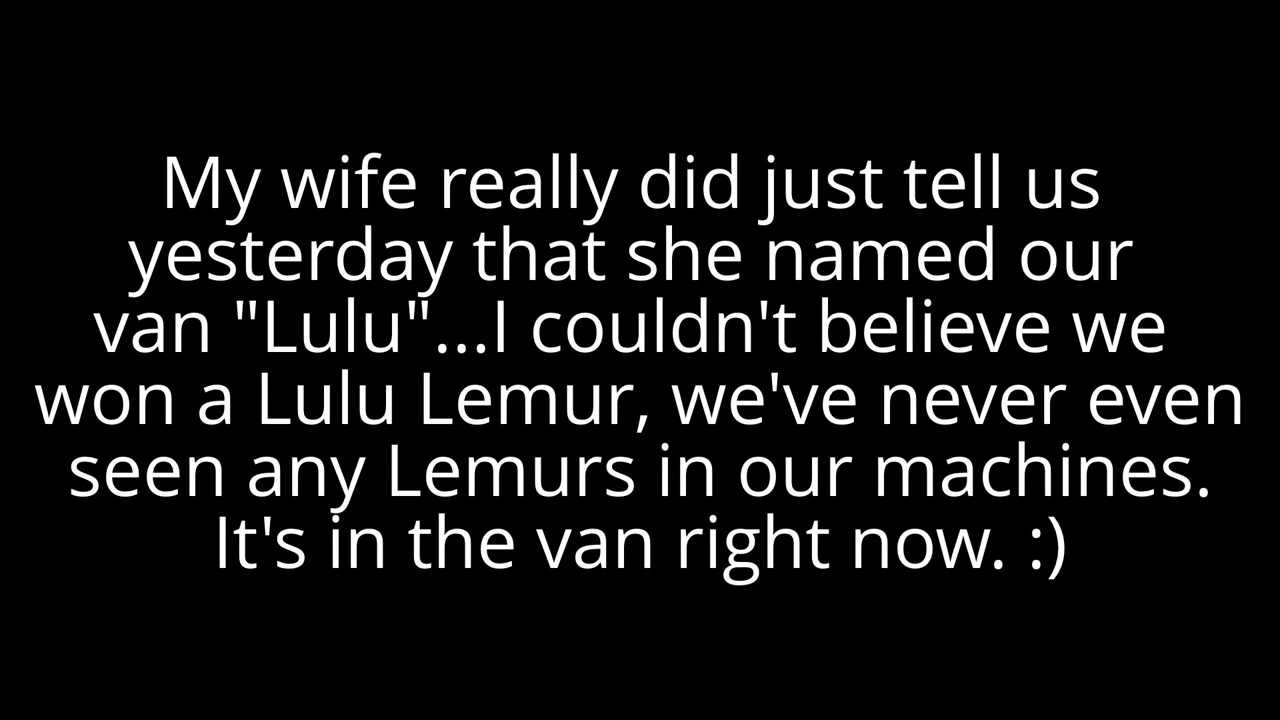 My wife really did just tell us
yesterday that she named our
van "Lulu"...I couldn't believe we
won a Lulu Lemur, we've never even
seen any Lemurs in our machines.
It's in the van right now. :)